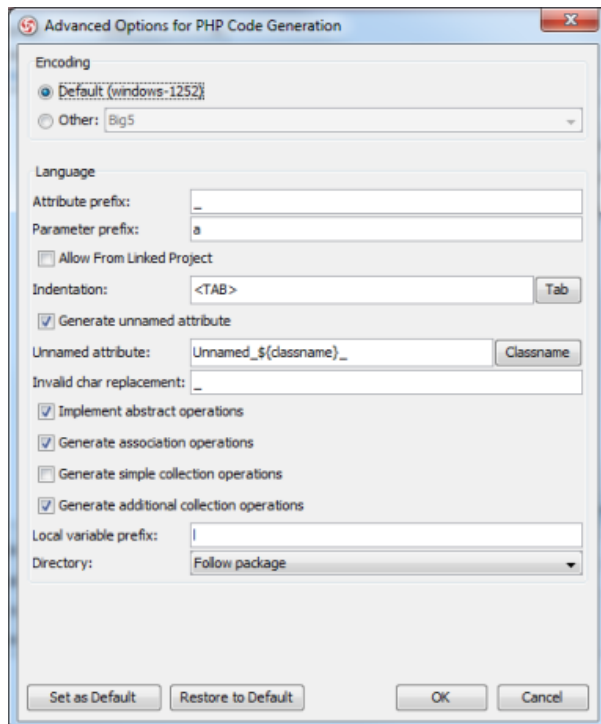 Advanced Options for PHP Code Generation
Encoding
Default (windows-1252)
Other: Big5
Language
Attribute prefix: _
Parameter prefix: a
Allow From Linked Project
Indentation: <TAB> Tab
Generate unnamed attribute
Unnamed attribute: Unnamed_${classname}_ Classname
Invalid char replacement: _
Implement abstract operations
Generate association operations
Generate simple collection operations
Generate additional collection operations
Local variable prefix: l
Directory: Follow package
Set as Default Restore to Default OK Cancel